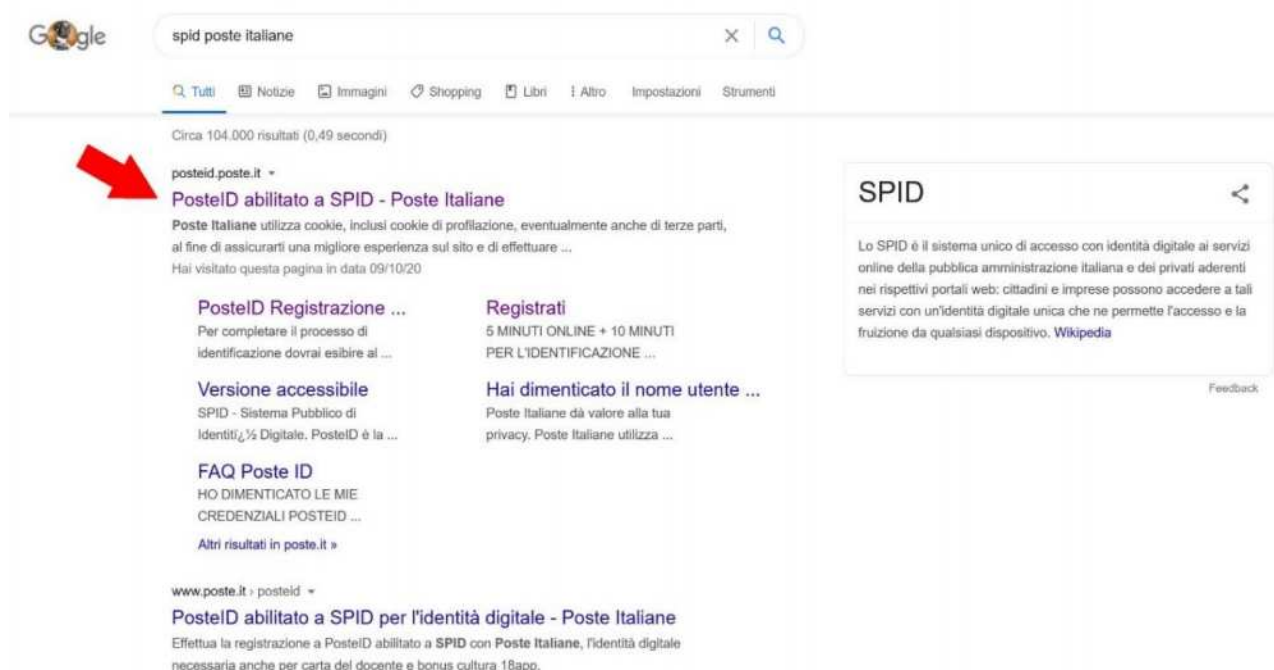 Google
spid poste italiane
Tutti Notizie Immagini Shopping Libri Altro Impostazioni Strumenti
Circa 104.000 risultati (0,49 secondi)
posteid.poste.it
PosteID abilitato a SPID - Poste Italiane
Poste Italiane utilizza cookie, inclusi cookie di profilazione, eventualmente anche di terze parti,
al fine di assicurarti una migliore esperienza sul sito e di effettuare ...
Hai visitato questa pagina in data 09/10/20
PosteID Registrazione ...
Per completare il processo di
identificazione dovrai esibire al ...
Registrati
5 MINUTI ONLINE + 10 MINUTI
PER L'IDENTIFICAZIONE ...
Versione accessibile
SPID - Sistema Pubblico di
Identitï¿½ Digitale. PosteID è la ...
Hai dimenticato il nome utente ...
Poste Italiane dà valore alla tua
privacy. Poste Italiane utilizza ...
FAQ Poste ID
HO DIMENTICATO LE MIE
CREDENZIALI POSTEID ...
Altri risultati in poste.it »
www.poste.it › posteid
PosteID abilitato a SPID per l'identità digitale - Poste Italiane
Effettua la registrazione a PosteID abilitato a SPID con Poste Italiane, l'identità digitale
necessaria anche per carta del docente e bonus cultura 18app.
SPID
Lo SPID è il sistema unico di accesso con identità digitale ai servizi
online della pubblica amministrazione italiana e dei privati aderenti
nei rispettivi portali web: cittadini e imprese possono accedere a tali
servizi con un'identità digitale unica che ne permette l'accesso e la
fruizione da qualsiasi dispositivo. Wikipedia
Feedback